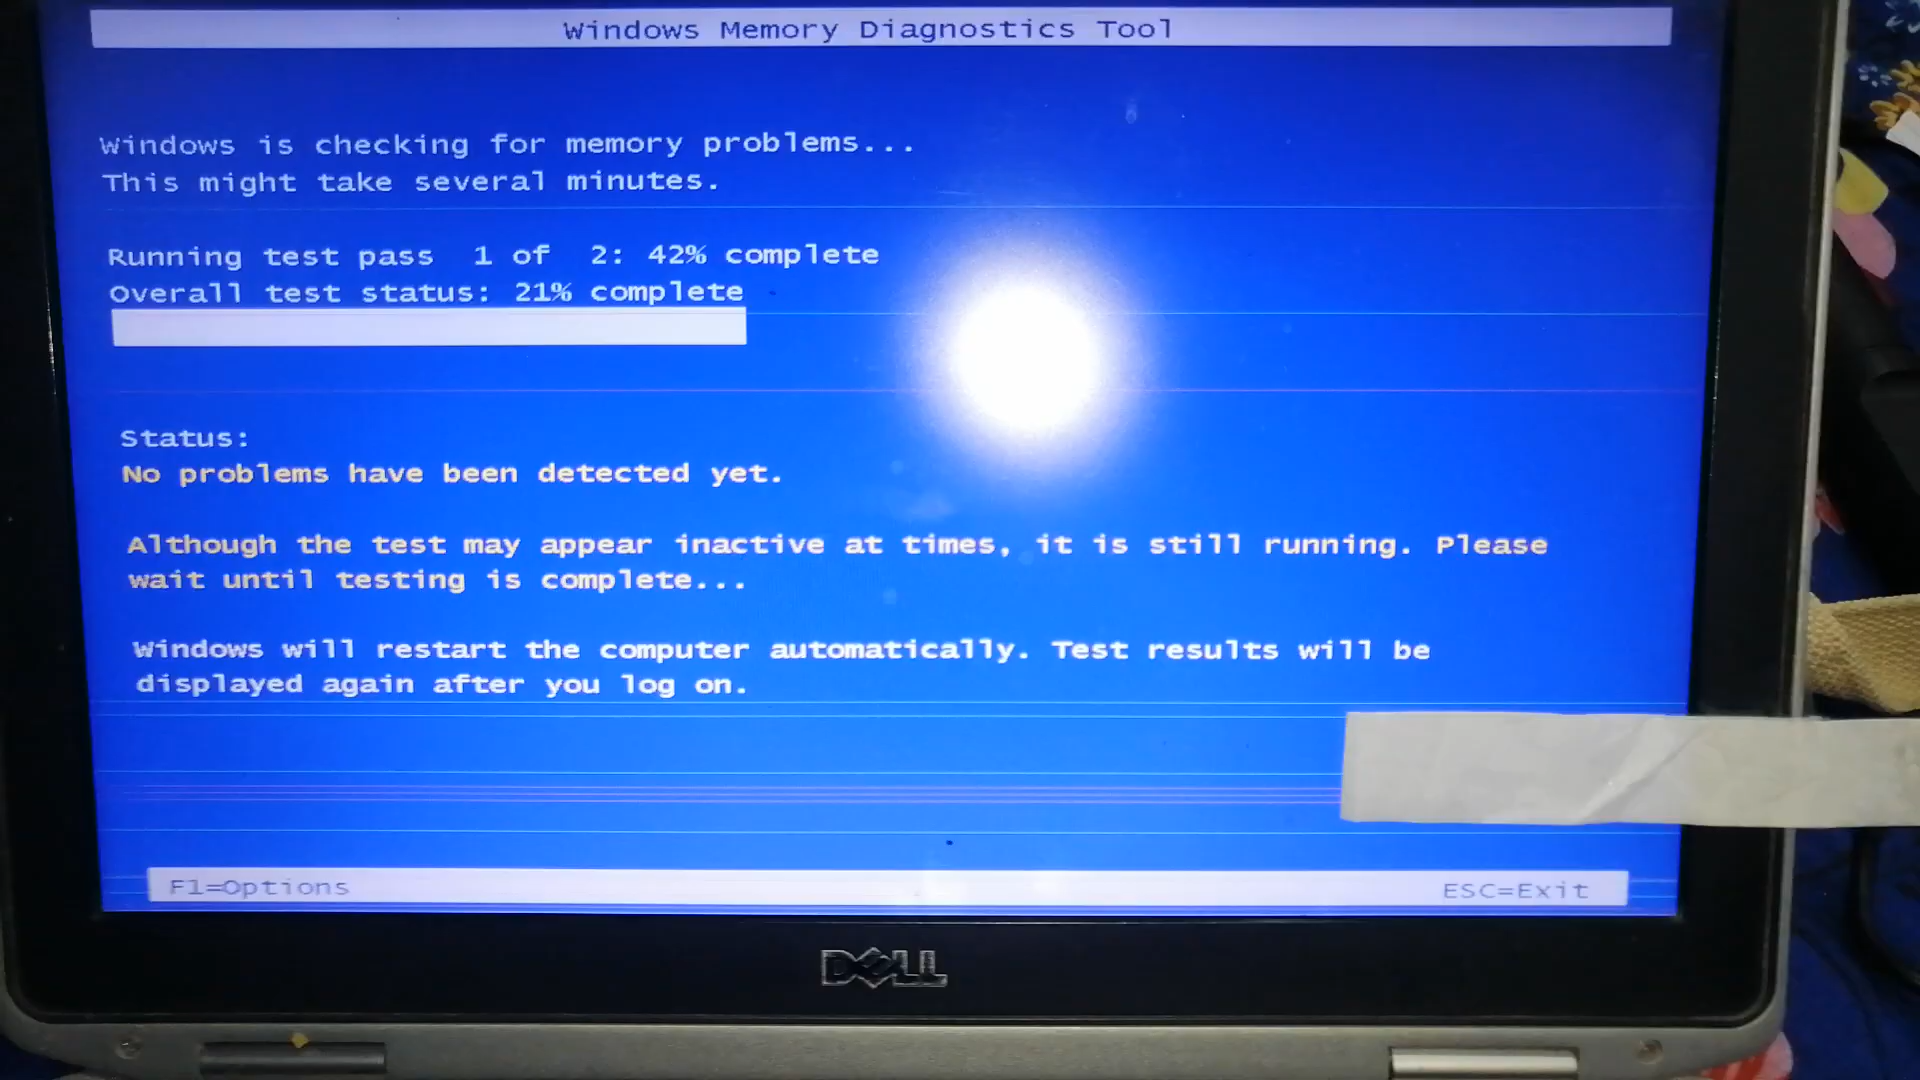 Windows Memory Diagnostics Tool
Windows is checking for memory problems...
This might take several minutes.
Running test pass 1 of 2: 42% complete
Overall test status: 21% complete
Status:
No problems have been detected yet.
Although the test may appear inactive at times, it is still running. Please
wait until testing is complete...
Windows will restart the computer automatically. Test results will be
displayed again after you log on.
F1=Options
ESC=Exit
DELL